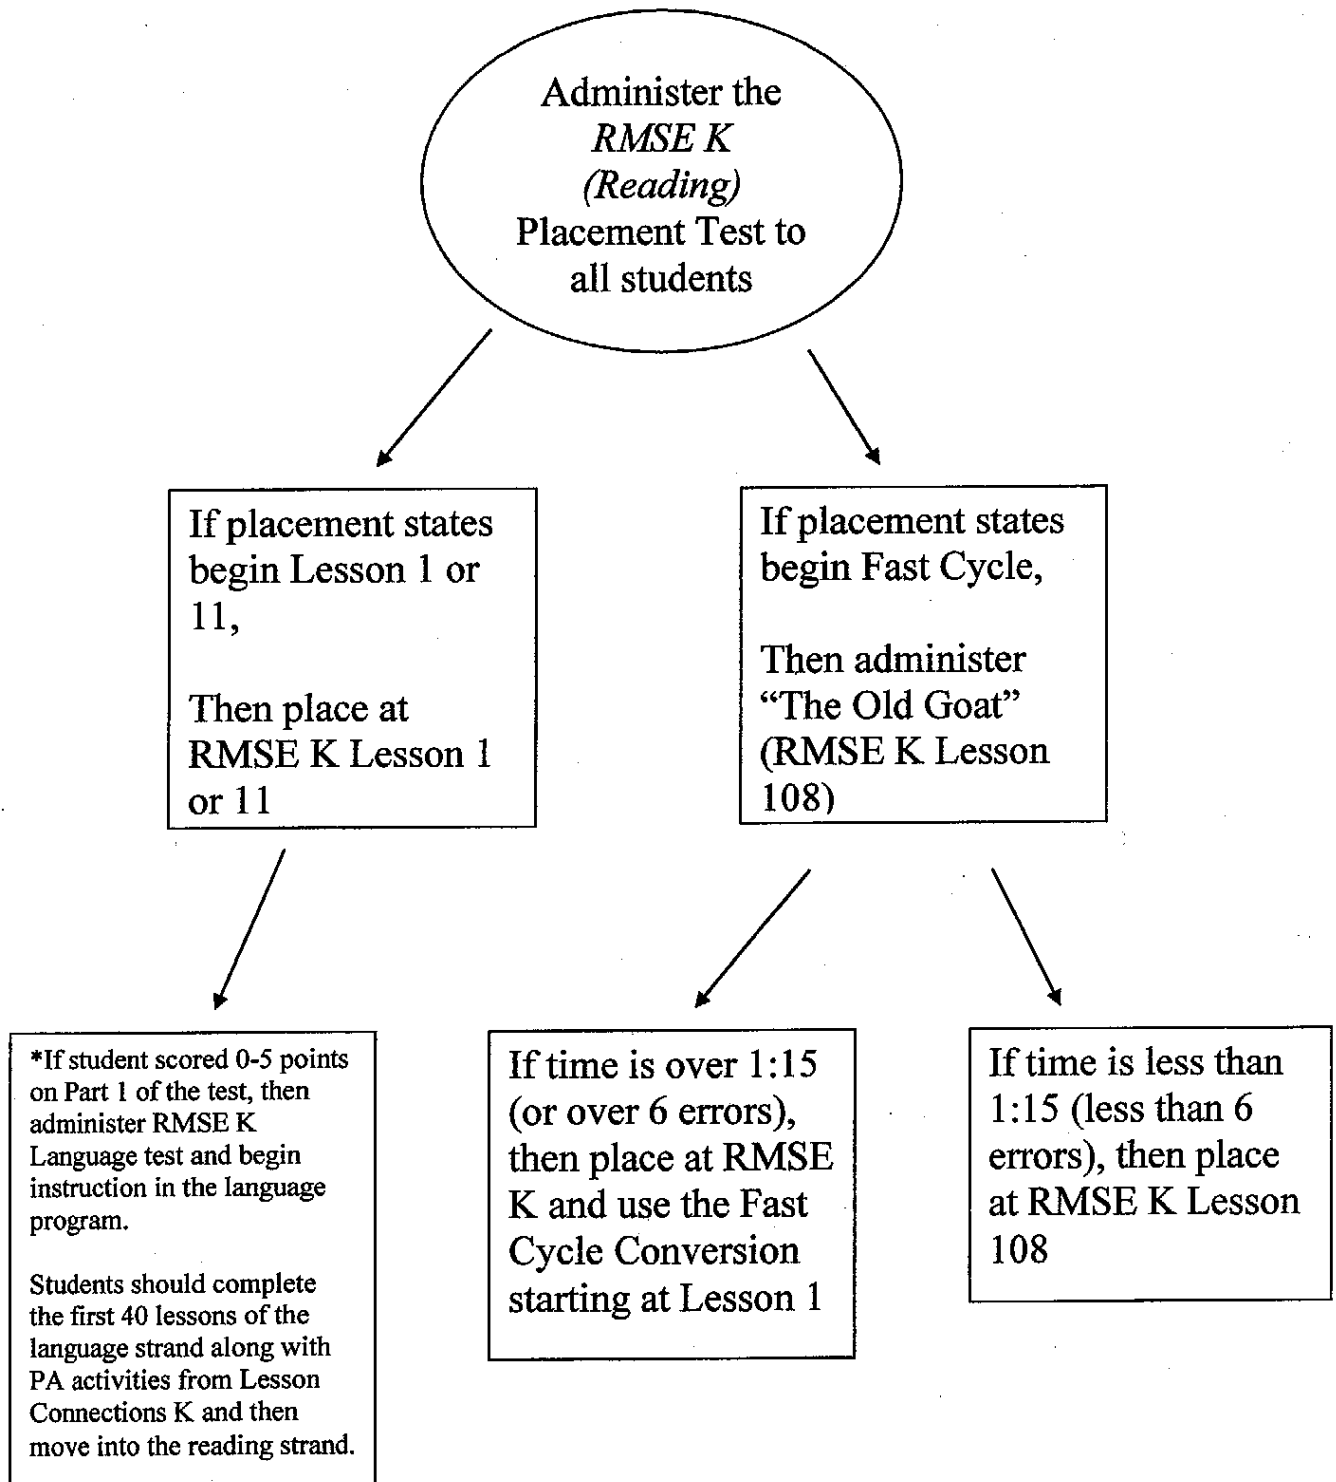 Administer the
RMSE K
(Reading)
Placement Test to
all students
If placement states
begin Lesson 1 or
11,
Then place at
RMSE K Lesson 1
or 11
If placement states
begin Fast Cycle,
Then administer
“The Old Goat”
(RMSE K Lesson
108)
*If student scored 0-5 points
on Part 1 of the test, then
administer RMSE K
Language test and begin
instruction in the language
program.
Students should complete
the first 40 lessons of the
language strand along with
PA activities from Lesson
Connections K and then
move into the reading strand.
If time is over 1:15
(or over 6 errors),
then place at RMSE
K and use the Fast
Cycle Conversion
starting at Lesson 1
If time is less than
1:15 (less than 6
errors), then place
at RMSE K Lesson
108